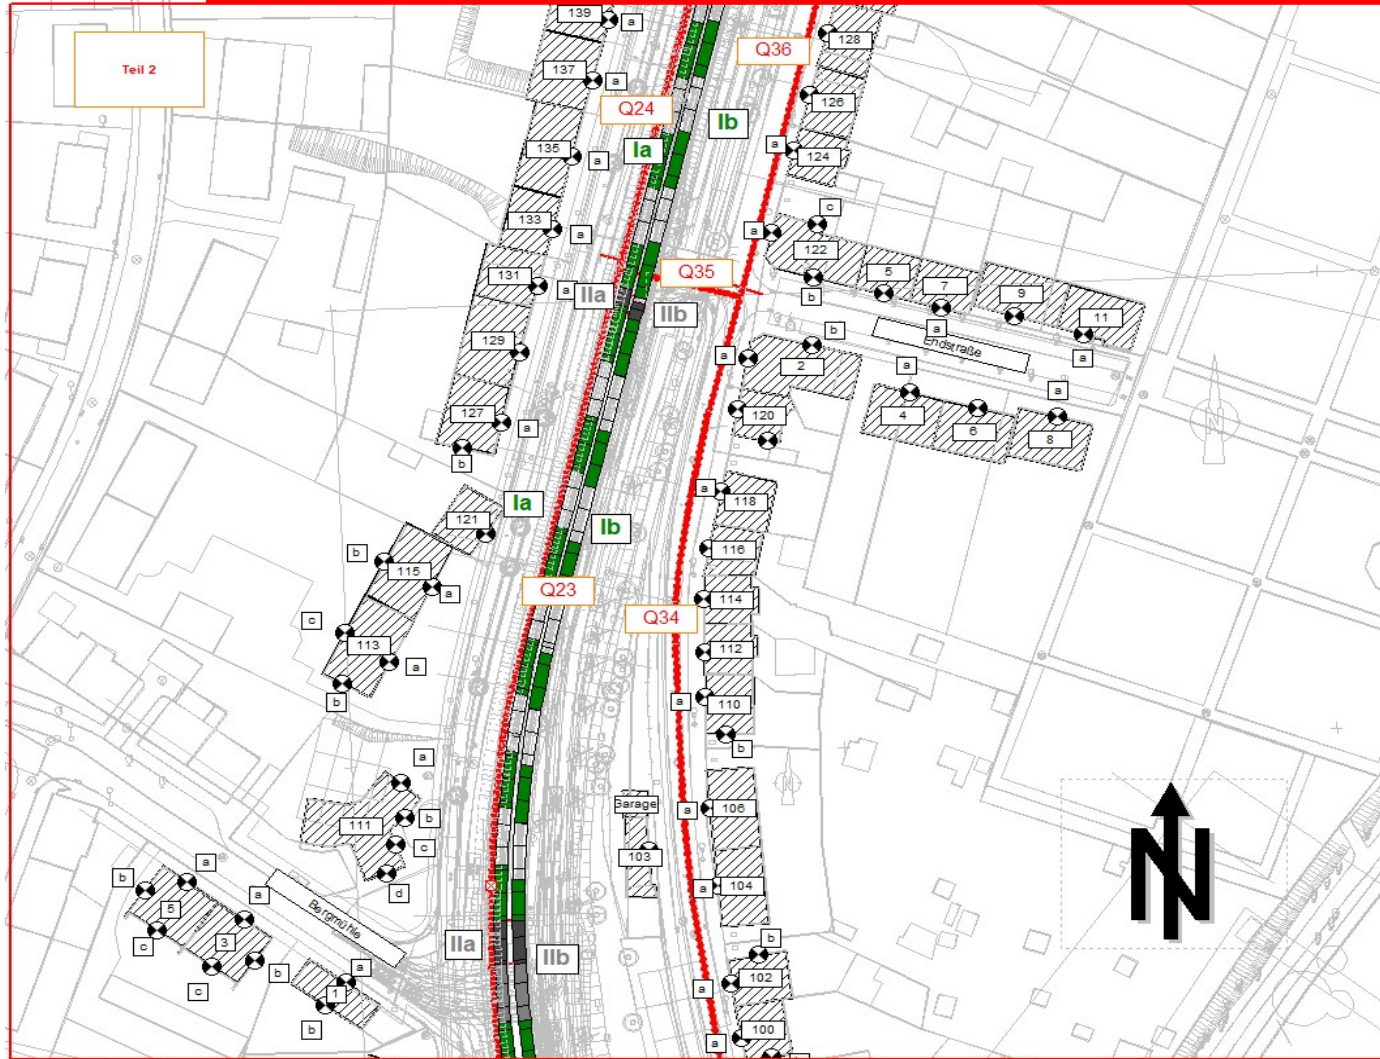 139
a
Q36
128
Teil 2
137
a
Q24
126
Ib
Ia
135
a
a
124
c
133
a
a
122
Q35
5
7
9
131
a
IIa
b
11
IIb
a
b
129
a
2
Endstraße
a
a
a
127
a
120
4
6
8
b
a
118
Ia
121
Ib
b
116
115
a
Q23
114
c
Q34
113
a
112
b
a
110
b
a
Garage
a
106
111
b
c
103
a
b
a
d
a
104
5
Bergmühle
c
3
IIa
IIb
b
b
a
102
c
1
a
b
100
a
N
N
N